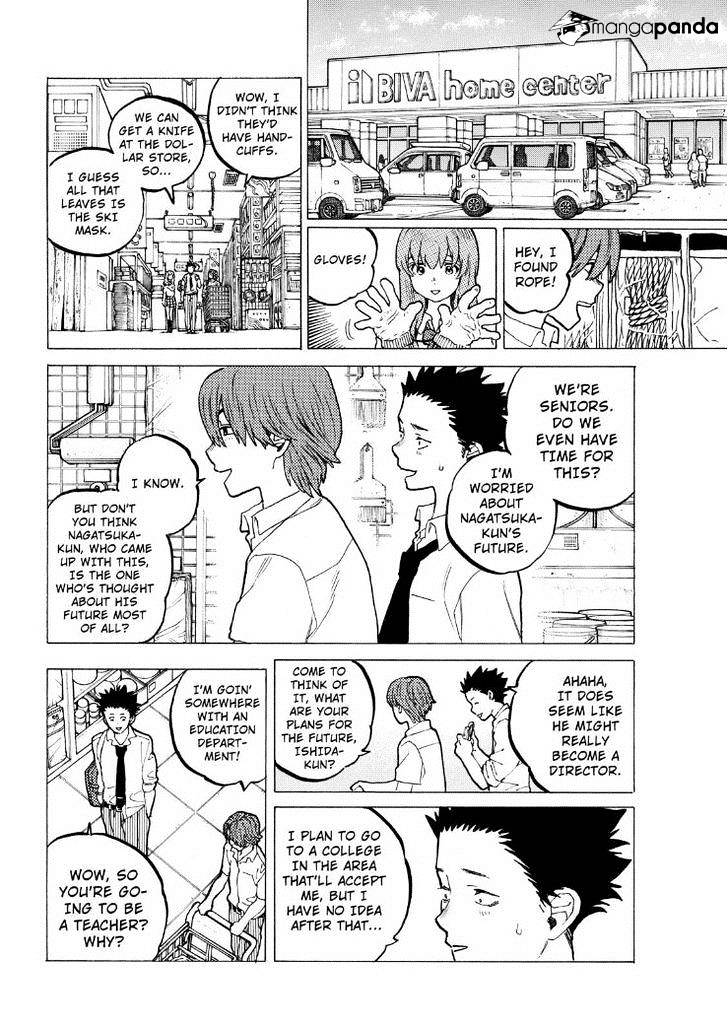 mangapanda
BIVA home center
WOW, I
DIDN'T THINK
THEY'D
HAVE HAND-
CUFFS.
WE CAN
GET A KNIFE
AT THE DOL-
LAR STORE,
SO...
I GUESS
ALL THAT
LEAVES IS
THE SKI
MASK.
HEY, I
FOUND
ROPE!
GLOVES!
WE'RE
SENIORS.
DO WE
EVEN HAVE
TIME FOR
THIS?
I'M
WORRIED
ABOUT
NAGATSUKA-
KUN'S
FUTURE.
I KNOW.
BUT DON'T
YOU THINK
NAGATSUKA-
KUN, WHO CAME
UP WITH THIS,
IS THE ONE
WHO'S THOUGHT
ABOUT HIS
FUTURE MOST
OF ALL?
AHAHA,
IT DOES
SEEM LIKE
HE MIGHT
REALLY
BECOME A
DIRECTOR.
COME TO
THINK OF
IT, WHAT
ARE YOUR
PLANS FOR
THE FUTURE,
ISHIDA-
KUN?
I PLAN TO GO
TO A COLLEGE
IN THE AREA
THAT'LL ACCEPT
ME, BUT I
HAVE NO IDEA
AFTER THAT...
I'M GOIN'
SOMEWHERE
WITH AN
EDUCATION
DEPART-
MENT!
WOW, SO
YOU'RE GO-
ING TO BE
A TEACHER?
WHY?